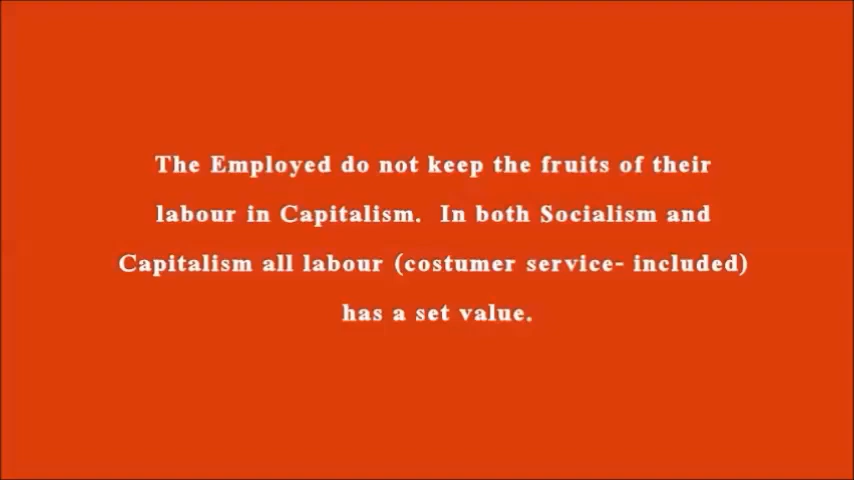 The Employed do not keep the fruits of their
labour in Capitalism.  In both Socialism and
Capitalism all labour (costumer service- included)
has a set value.